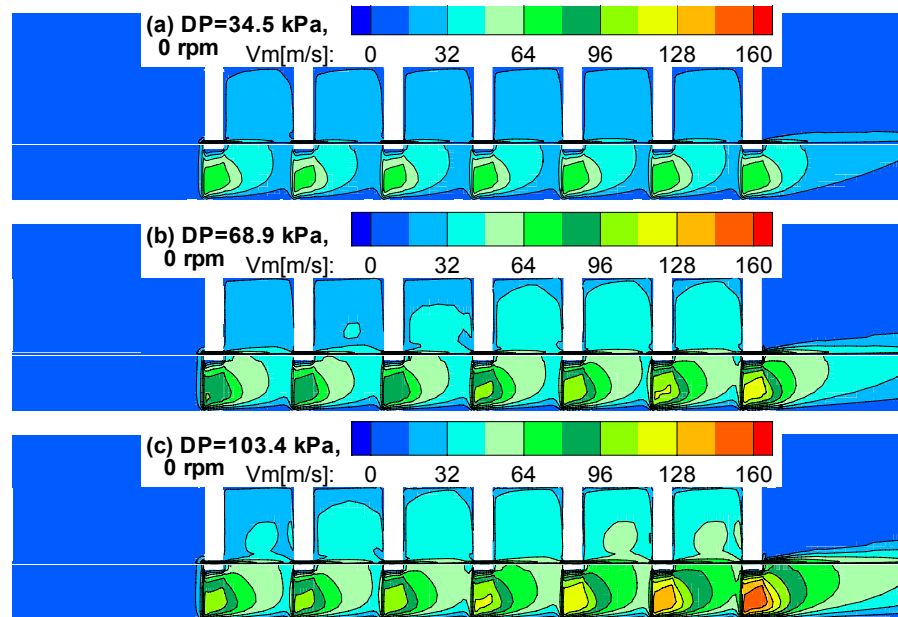 (a) DP=34.5 kPa,
0 rpm
Vm[m/s]: 0 32 64 96 128 160
(b) DP=68.9 kPa,
0 rpm
Vm[m/s]: 0 32 64 96 128 160
(c) DP=103.4 kPa,
0 rpm
Vm[m/s]: 0 32 64 96 128 160